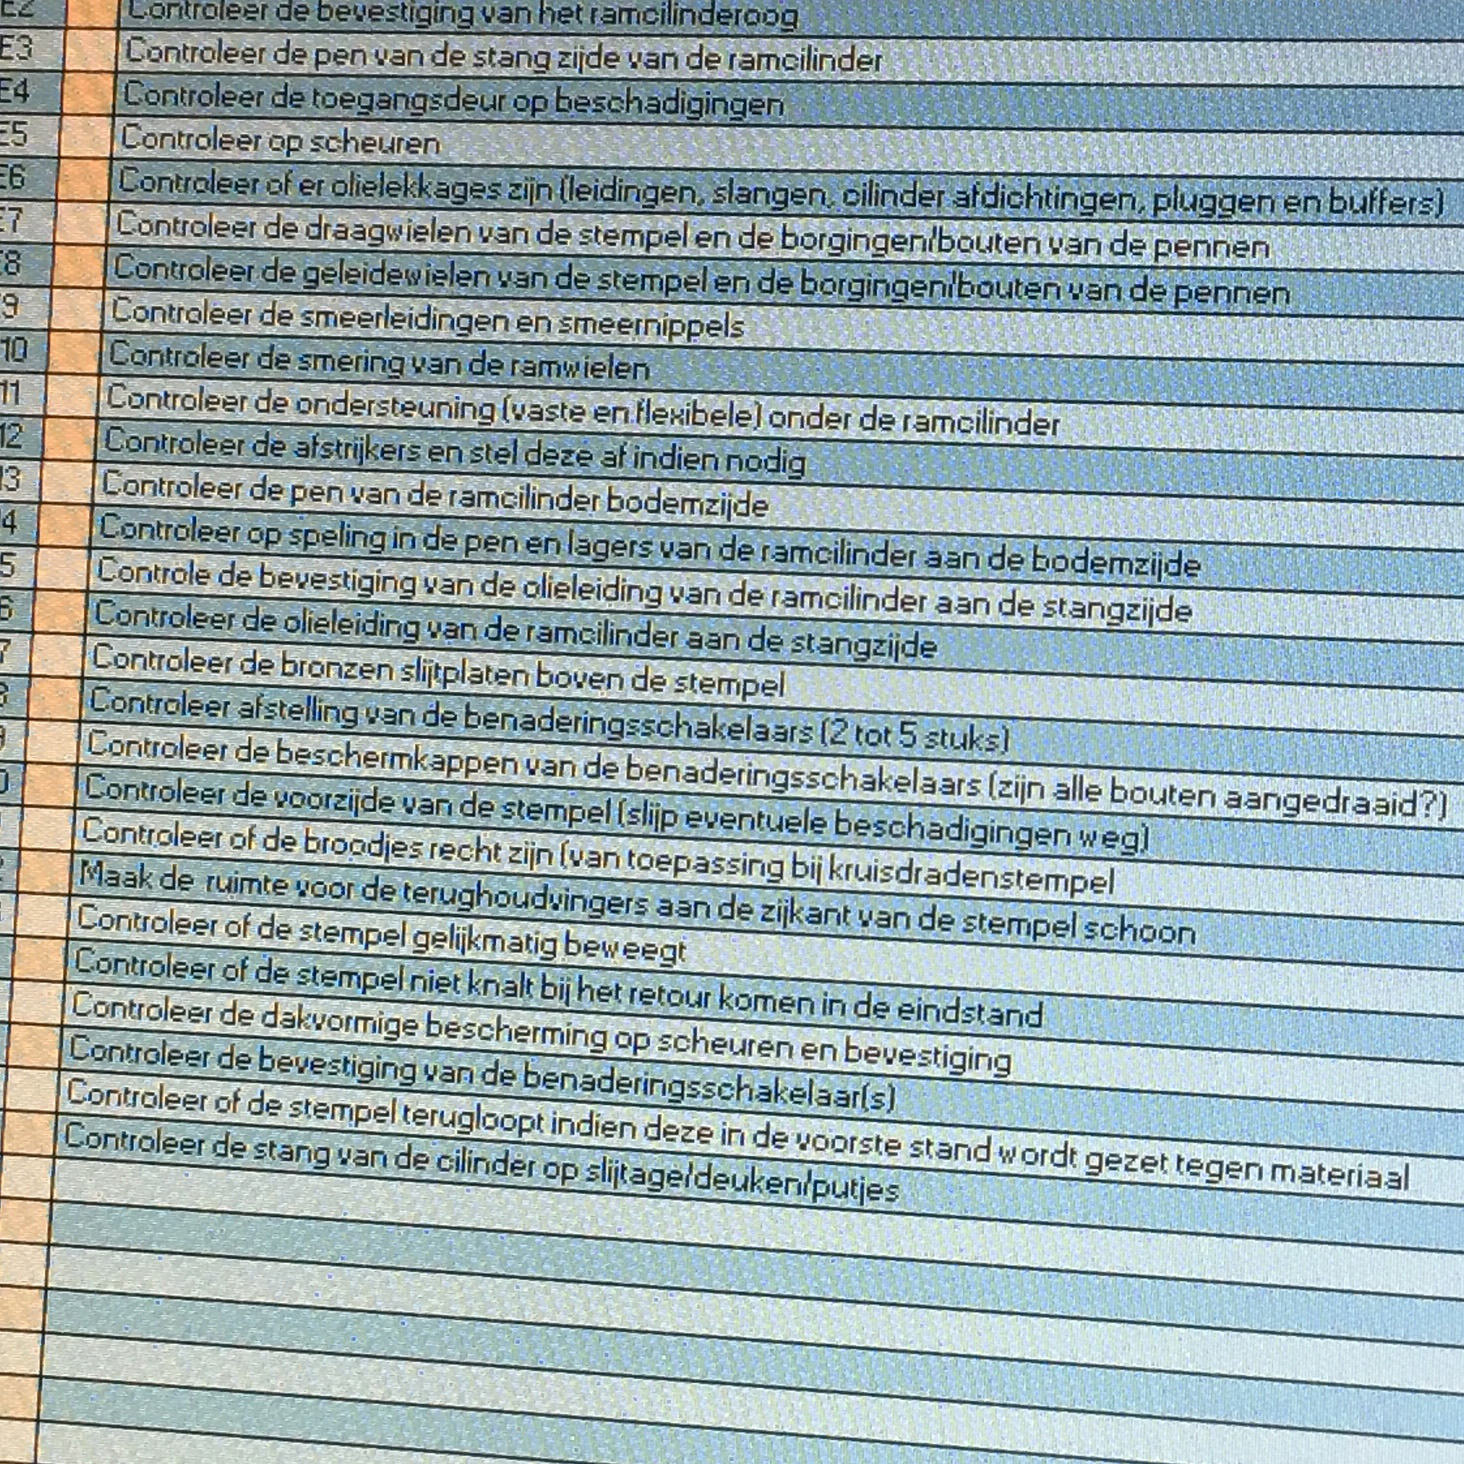 E2 Controleer de bevestiging van het ramcilinderoog
E3 Controleer de pen van de stang zijde van de ramcilinder
E4 Controleer de toegangsdeur op beschadigingen
E5 Controleer op scheuren
E6 Controleer of er olielekkages zijn (leidingen, slangen, cilinder afdichtingen, pluggen en buffers)
E7 Controleer de draagwielen van de stempel en de borgingen/bouten van de pennen
E8 Controleer de geleidewielen van de stempel en de borgingen/bouten van de pennen
9 Controleer de smeerleidingen en smeernippels
10 Controleer de smering van de ramwielen
11 Controleer de ondersteuning (vaste en flexibele) onder de ramcilinder
12 Controleer de afstrijkers en stel deze af indien nodig
13 Controleer de pen van de ramcilinder bodemzijde
4 Controleer op speling in de pen en lagers van de ramcilinder aan de bodemzijde
5 Controle de bevestiging van de olieleiding van de ramcilinder aan de stangzijde
6 Controleer de olieleiding van de ramcilinder aan de stangzijde
7 Controleer de bronzen slijtplaten boven de stempel
8 Controleer afstelling van de benaderingsschakelaars (2 tot 5 stuks)
9 Controleer de beschermkappen van de benaderingsschakelaars (zijn alle bouten aangedraaid?)
0 Controleer de voorzijde van de stempel (slijp eventuele beschadigingen weg)
Controleer of de broodjes recht zijn (van toepassing bij kruisdradenstempel
Maak de ruimte voor de terughoudvingers aan de zijkant van de stempel schoon
Controleer of de stempel gelijkmatig beweegt
Controleer of de stempel niet knalt bij het retour komen in de eindstand
Controleer de dakvormige bescherming op scheuren en bevestiging
Controleer de bevestiging van de benaderingsschakelaar(s)
Controleer of de stempel terugloopt indien deze in de voorste stand wordt gezet tegen materiaal
Controleer de stang van de cilinder op slijtage/deuken/putjes